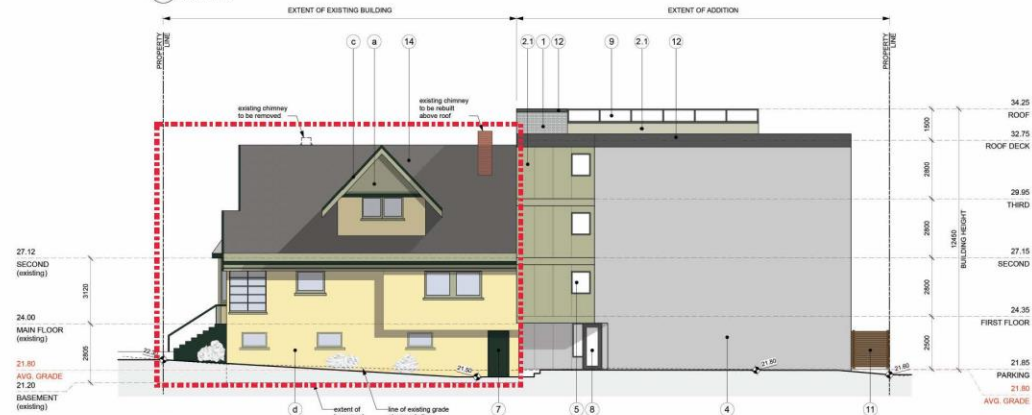 EXTENT OF EXISTING BUILDING
EXTENT OF ADDITION
PROPERTY
LINE
PROPERTY
LINE
c
a
14
2.1
1
12
9
2.1
12
existing chimney
to be removed
existing chimney
to be rebuilt
above roof
34.25
ROOF
1500
32.75
ROOF DECK
2800
29.95
THIRD
2800
12450
BUILDING HEIGHT
27.12
SECOND
(existing)
27.15
SECOND
3120
2800
24.00
MAIN FLOOR
(existing)
24.35
FIRST FLOOR
2805
2500
21.80
AVG. GRADE
21.20
BASEMENT
(existing)
21.80
21.80
21.80
21.85
PARKING
21.80
AVG. GRADE
d
extent of
line of existing grade
7
5
8
4
11